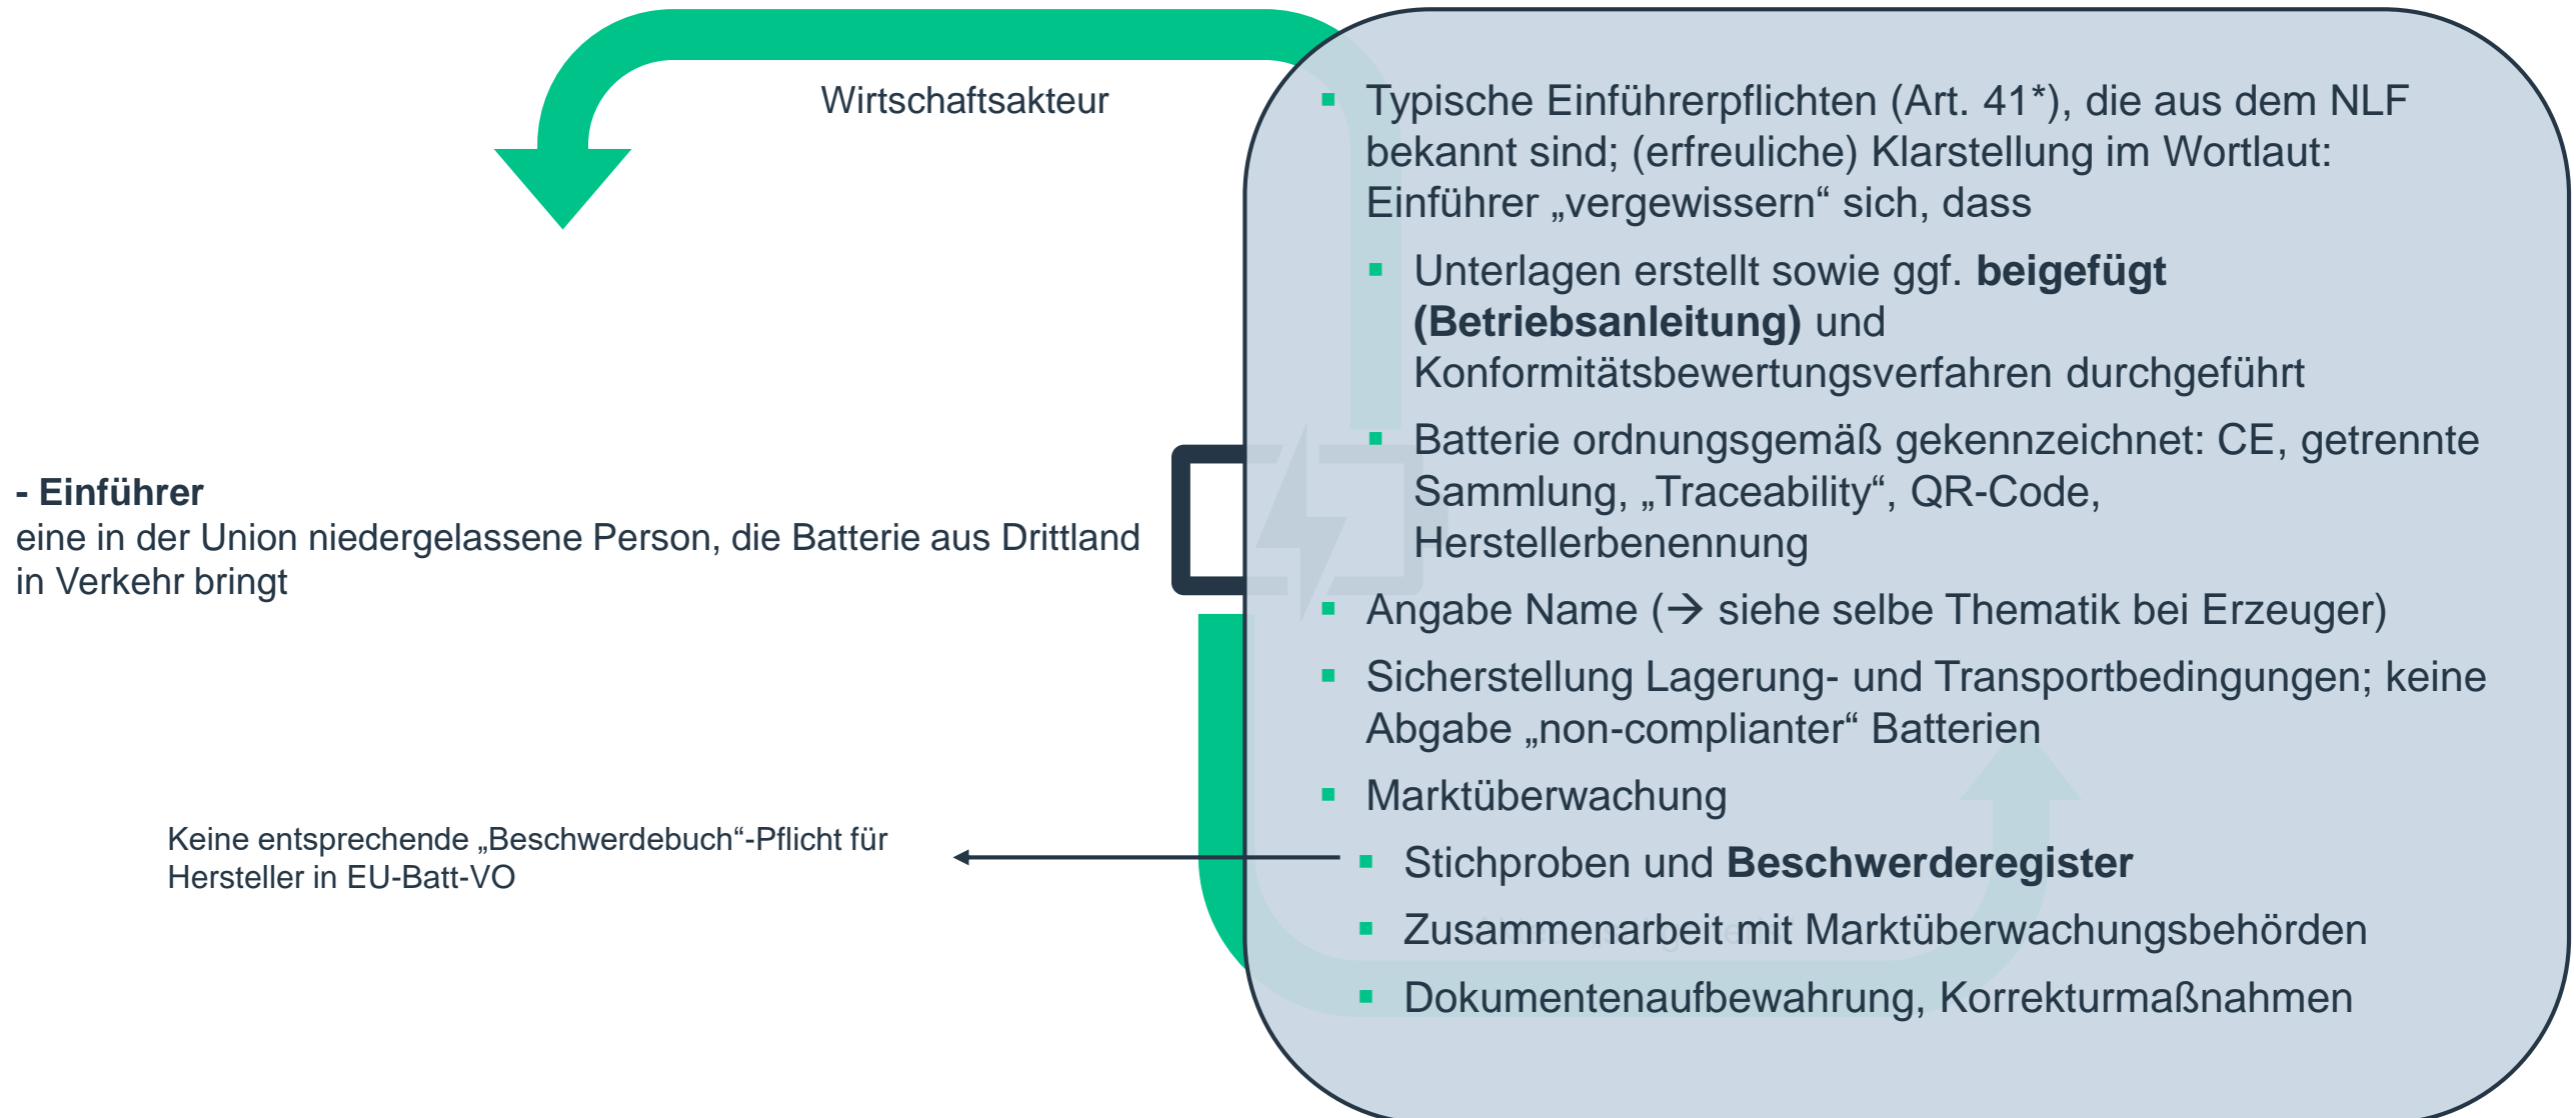 Wirtschaftsakteur
- Einführer
eine in der Union niedergelassene Person, die Batterie aus Drittland
in Verkehr bringt
Keine entsprechende „Beschwerdebuch“-Pflicht für
Hersteller in EU-Batt-VO
▪ Typische Einführerpflichten (Art. 41*), die aus dem NLF
bekannt sind; (erfreuliche) Klarstellung im Wortlaut:
Einführer „vergewissern“ sich, dass
▪ Unterlagen erstellt sowie ggf. beigefügt
(Betriebsanleitung) und
Konformitätsbewertungsverfahren durchgeführt
▪ Batterie ordnungsgemäß gekennzeichnet: CE, getrennte
Sammlung, „Traceability“, QR-Code,
Herstellerbenennung
▪ Angabe Name (→ siehe selbe Thematik bei Erzeuger)
▪ Sicherstellung Lagerung- und Transportbedingungen; keine
Abgabe „non-complianter“ Batterien
▪ Marktüberwachung
▪ Stichproben und Beschwerderegister
▪ Zusammenarbeit mit Marktüberwachungsbehörden
▪ Dokumentenaufbewahrung, Korrekturmaßnahmen